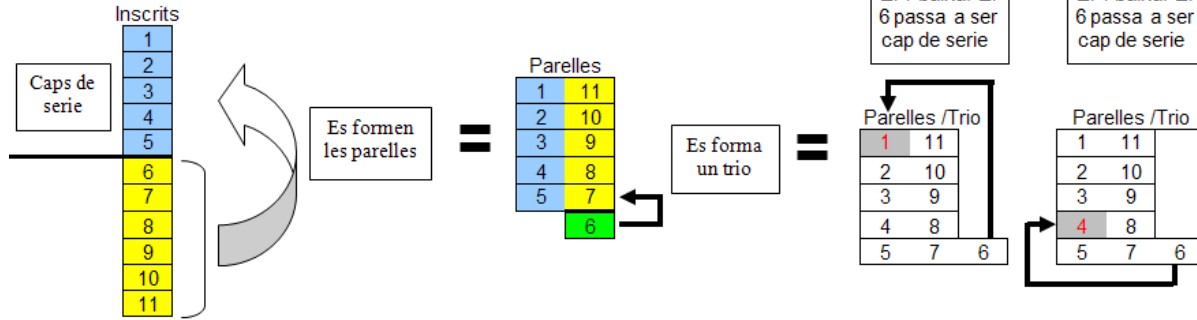 Inscrits
1
2
3
4
5
6
7
8
9
10
11
Caps de
serie
Es formen
les parelles
=
Parelles
1 11
2 10
3 9
4 8
5 7
6
Es forma
un trio
=
6 passa a ser
cap de serie
Parelles /Trio
1 11
2 10
3 9
4 8
5 7 6
6 passa a ser
cap de serie
Parelles /Trio
1 11
2 10
3 9
4 8
5 7 6